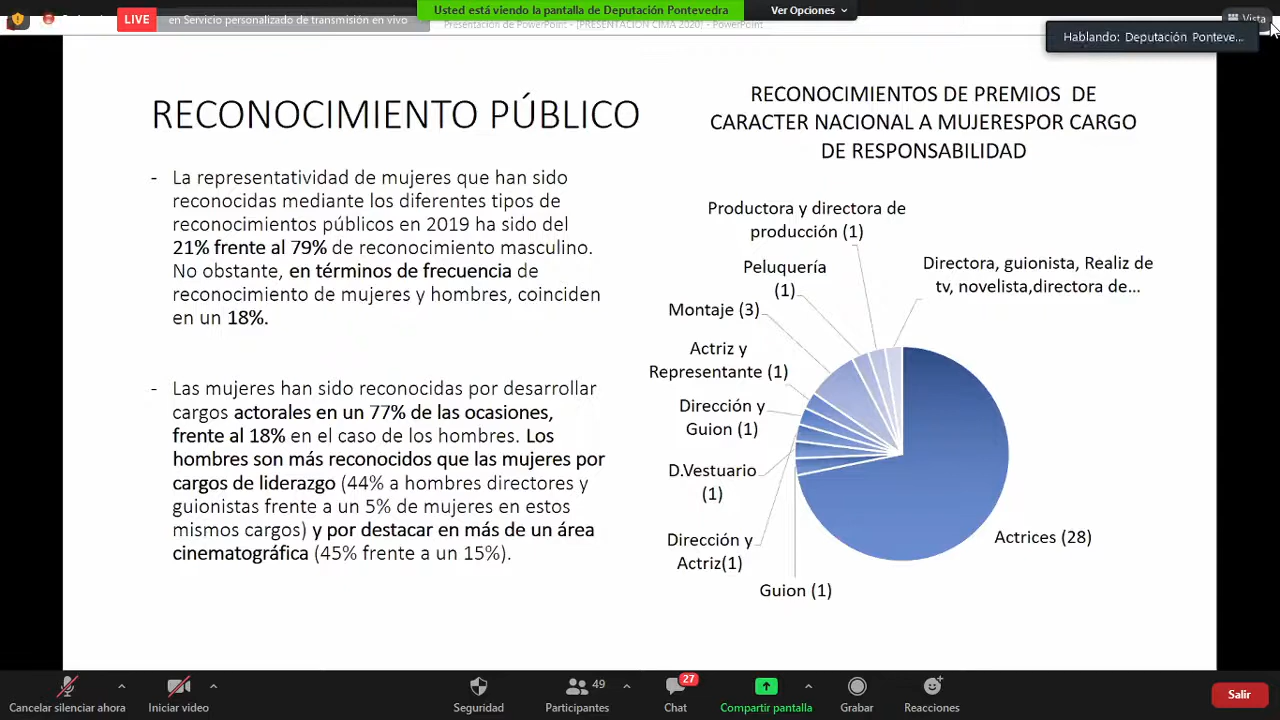 LIVE
en Servicio personalizado de transmisión en vivo
Usted está viendo la pantalla de Deputación Pontevedra
Ver Opciones
Presentación de PowerPoint - [PRESENTACION CIMA 2020] - PowerPoint
Vista
Hablando: Deputación Ponteve...
RECONOCIMIENTO PÚBLICO
- La representatividad de mujeres que han sido
reconocidas mediante los diferentes tipos de
reconocimientos públicos en 2019 ha sido del
21% frente al 79% de reconocimiento masculino.
No obstante, en términos de frecuencia de
reconocimiento de mujeres y hombres, coinciden
en un 18%.
- Las mujeres han sido reconocidas por desarrollar
cargos actorales en un 77% de las ocasiones,
frente al 18% en el caso de los hombres. Los
hombres son más reconocidos que las mujeres por
cargos de liderazgo (44% a hombres directores y
guionistas frente a un 5% de mujeres en estos
mismos cargos) y por destacar en más de un área
cinematográfica (45% frente a un 15%).
RECONOCIMIENTOS DE PREMIOS DE
CARACTER NACIONAL A MUJERESPOR CARGO
DE RESPONSABILIDAD
Productora y directora de
producción (1)
Directora, guionista, Realiz de
tv, novelista,directora de...
Peluquería
(1)
Montaje (3)
Actriz y
Representante (1)
Dirección y
Guion (1)
D.Vestuario
(1)
Dirección y
Actriz(1)
Guion (1)
Actrices (28)
Cancelar silenciar ahora
Iniciar video
Seguridad
49
Participantes
27
Chat
Compartir pantalla
Grabar
Reacciones
Salir